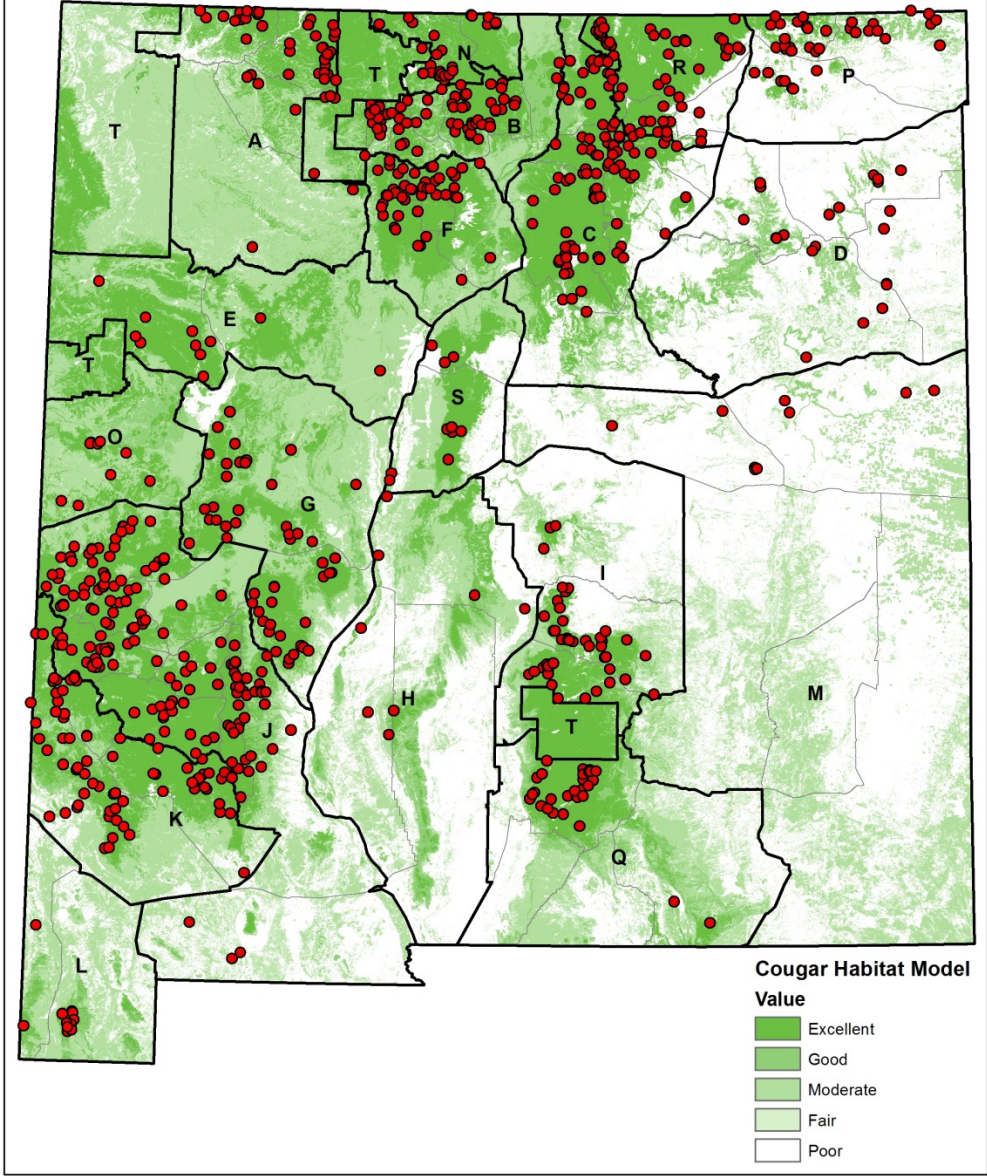 N
T
R
P
T
A
B
F
C
D
E
T
S
O
G
I
H
M
J
T
K
Q
L
Cougar Habitat Model
Value
Excellent
Good
Moderate
Fair
Poor